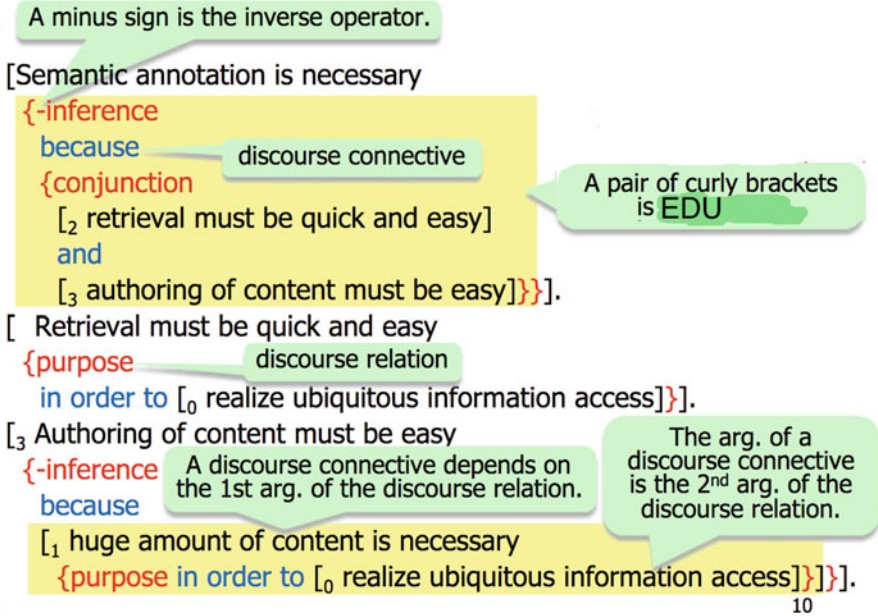 A minus sign is the inverse operator.
[Semantic annotation is necessary
{-inference
because
discourse connective
{conjunction
A pair of curly brackets
is EDU
[2 retrieval must be quick and easy]
and
[3 authoring of content must be easy]}}].
[ Retrieval must be quick and easy
{purpose
discourse relation
in order to [0 realize ubiquitous information access]}].
[3 Authoring of content must be easy
{-inference
A discourse connective depends on
the 1st arg. of the discourse relation.
The arg. of a
discourse connective
is the 2nd arg. of the
discourse relation.
because
[1 huge amount of content is necessary
{purpose in order to [0 realize ubiquitous information access]}]}].
10